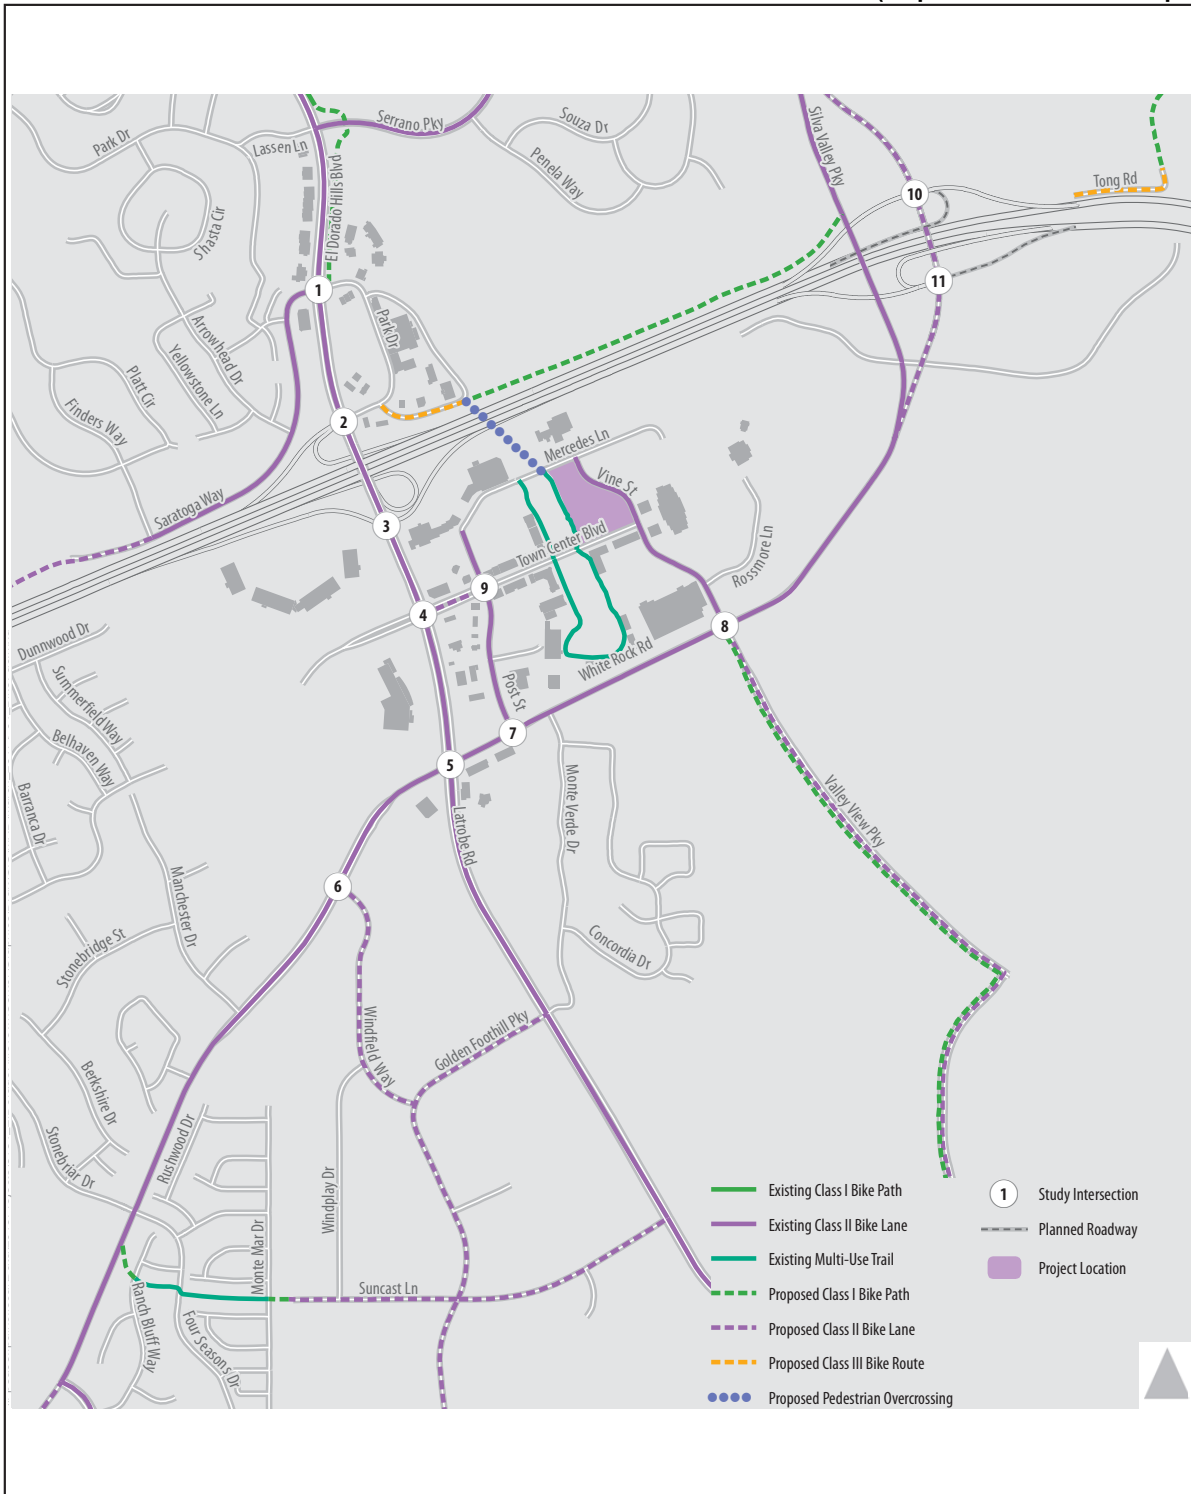 Serrano Pky
Souza Dr
Park Dr
Lassen Ln
Penela Way
Silva Valley Pky
El Dorado Hills Blvd
Tong Rd
10
Shasta Cir
11
1
Arrowhead Dr
Park Dr
Yellowstone Ln
Platt Cir
Finders Way
2
Mercedes Ln
Vine St
Saratoga Way
3
Town Center Blvd
Rossmore Ln
9
4
8
Dunnwood Dr
White Rock Rd
Summerfield Way
Post St
Belhaven Way
7
5
Barranca Dr
Monte Verde Dr
Latrobe Rd
Valley View Pky
6
Manchester Dr
Stonebridge St
Concordia Dr
Windfield Way
Golden Foothill Pky
Berkshire Dr
Rushwood Dr
Stonebriar Dr
Windplay Dr
Monte Mar Dr
Suncast Ln
Ranch Bluff Way
Four Seasons Dr
Existing Class I Bike Path
Existing Class II Bike Lane
Existing Multi-Use Trail
Proposed Class I Bike Path
Proposed Class II Bike Lane
Proposed Class III Bike Route
Proposed Pedestrian Overcrossing
1
Study Intersection
Planned Roadway
Project Location